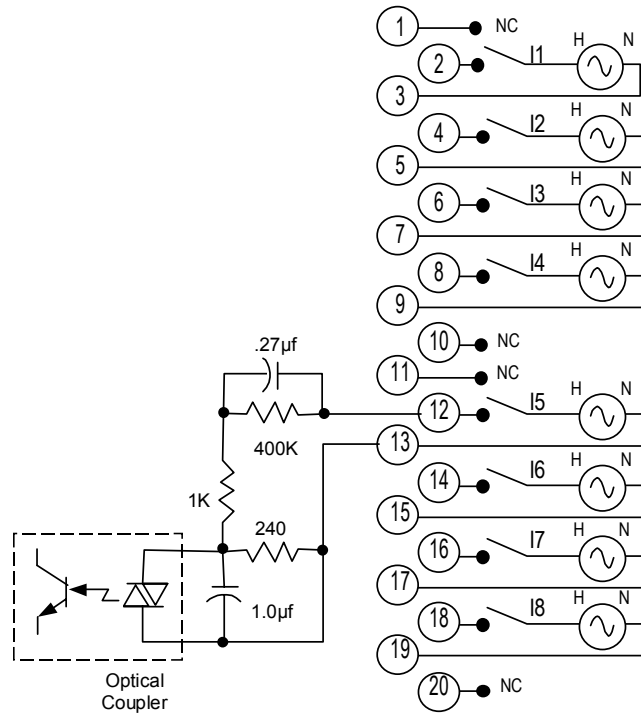 1 NC
2 I1 H N
3
4 I2 H N
5
6 I3 H N
7
8 I4 H N
9
10 NC
11 NC
.27µf
400K
12 I5 H N
13
1K
240
1.0µf
14 I6 H N
15
16 I7 H N
17
18 I8 H N
19
20 NC
Optical
Coupler